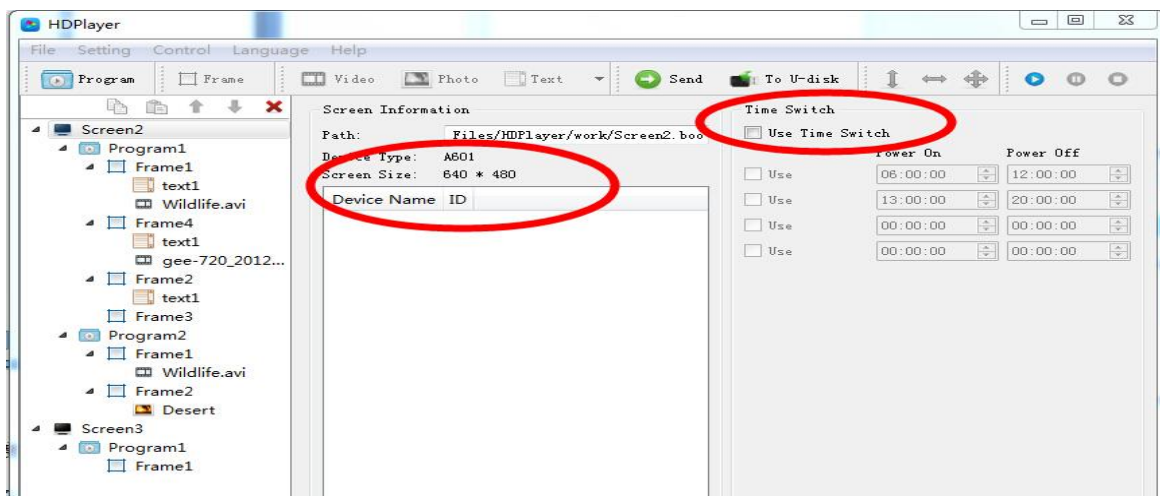 HDPlayer
File Setting Control Language Help
Program Frame Video Photo Text Send To U-disk
Screen2
Program1
Frame1
text1
Wildlife.avi
Frame4
text1
gee-720_2012...
Frame2
text1
Frame3
Program2
Frame1
Wildlife.avi
Frame2
Desert
Screen3
Program1
Frame1
Screen Information
Path: Files/HDPlayer/work/Screen2.boo
Device Type: A601
Screen Size: 640 * 480
Device Name ID
Time Switch
Use Time Switch
Power On Power Off
Use 06:00:00 12:00:00
Use 13:00:00 20:00:00
Use 00:00:00 00:00:00
Use 00:00:00 00:00:00